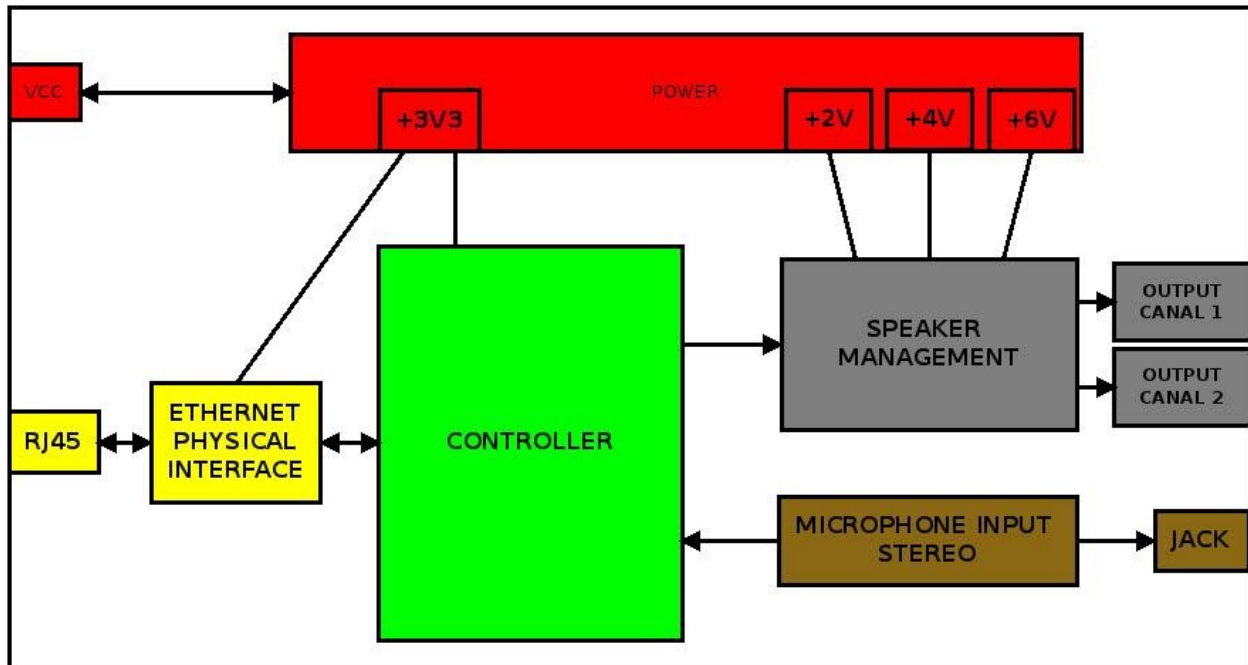 VCC
POWER
+3V3
+2V
+4V
+6V
SPEAKER
MANAGEMENT
OUTPUT
CANAL 1
OUTPUT
CANAL 2
RJ45
ETHERNET
PHYSICAL
INTERFACE
CONTROLLER
MICROPHONE INPUT
STEREO
JACK